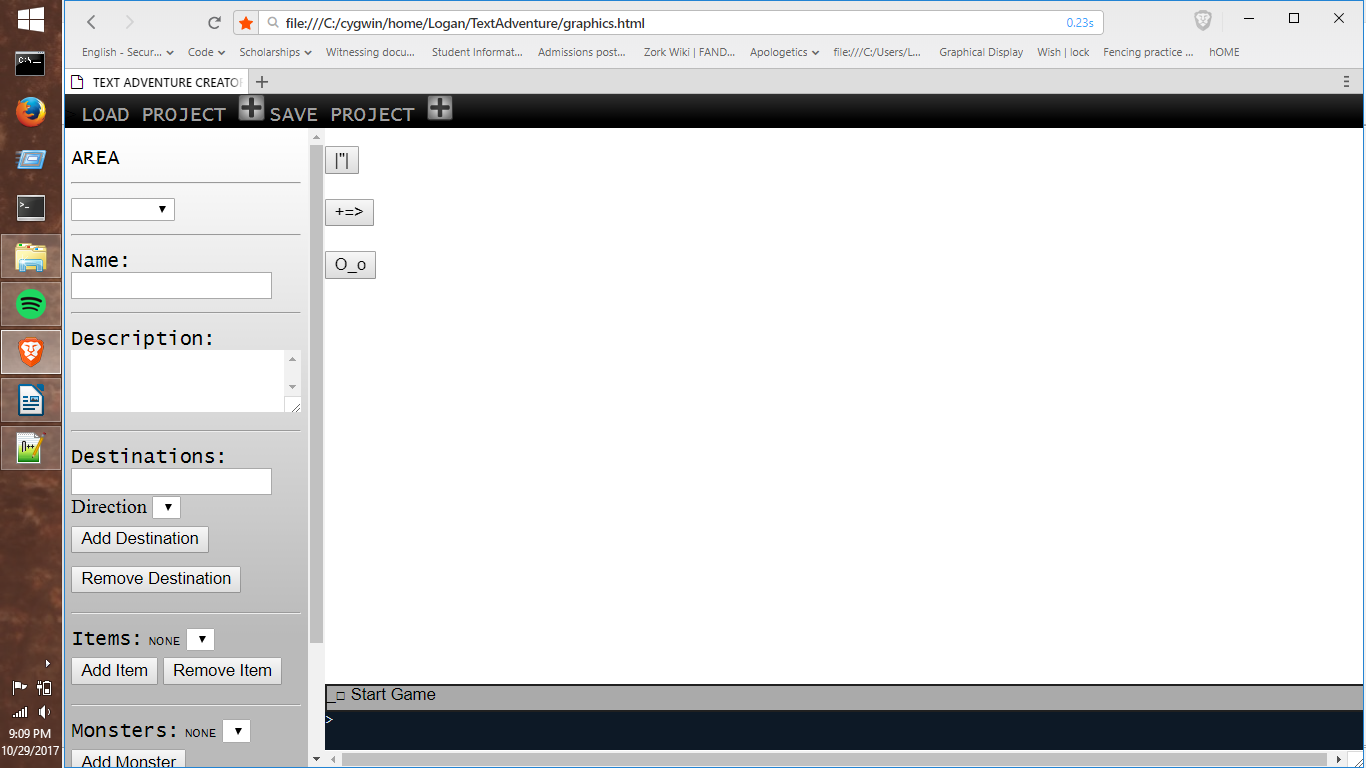 file:///C:/cygwin/home/Logan/TextAdventure/graphics.html 0.23s
English - Secur... Code Scholarships Witnessing docu... Student Informat... Admissions post... Zork Wiki | FAND... Apologetics file:///C:/Users/L... Graphical Display Wish | lock Fencing practice ... hOME
TEXT ADVENTURE CREATOR
LOAD PROJECT SAVE PROJECT
AREA
Name:
Description:
Destinations:
Direction
Add Destination
Remove Destination
Items: NONE
Add Item Remove Item
Monsters: NONE
Add Monster
|"|
+=>
O_o
_□ Start Game
>
9:09 PM
10/29/2017